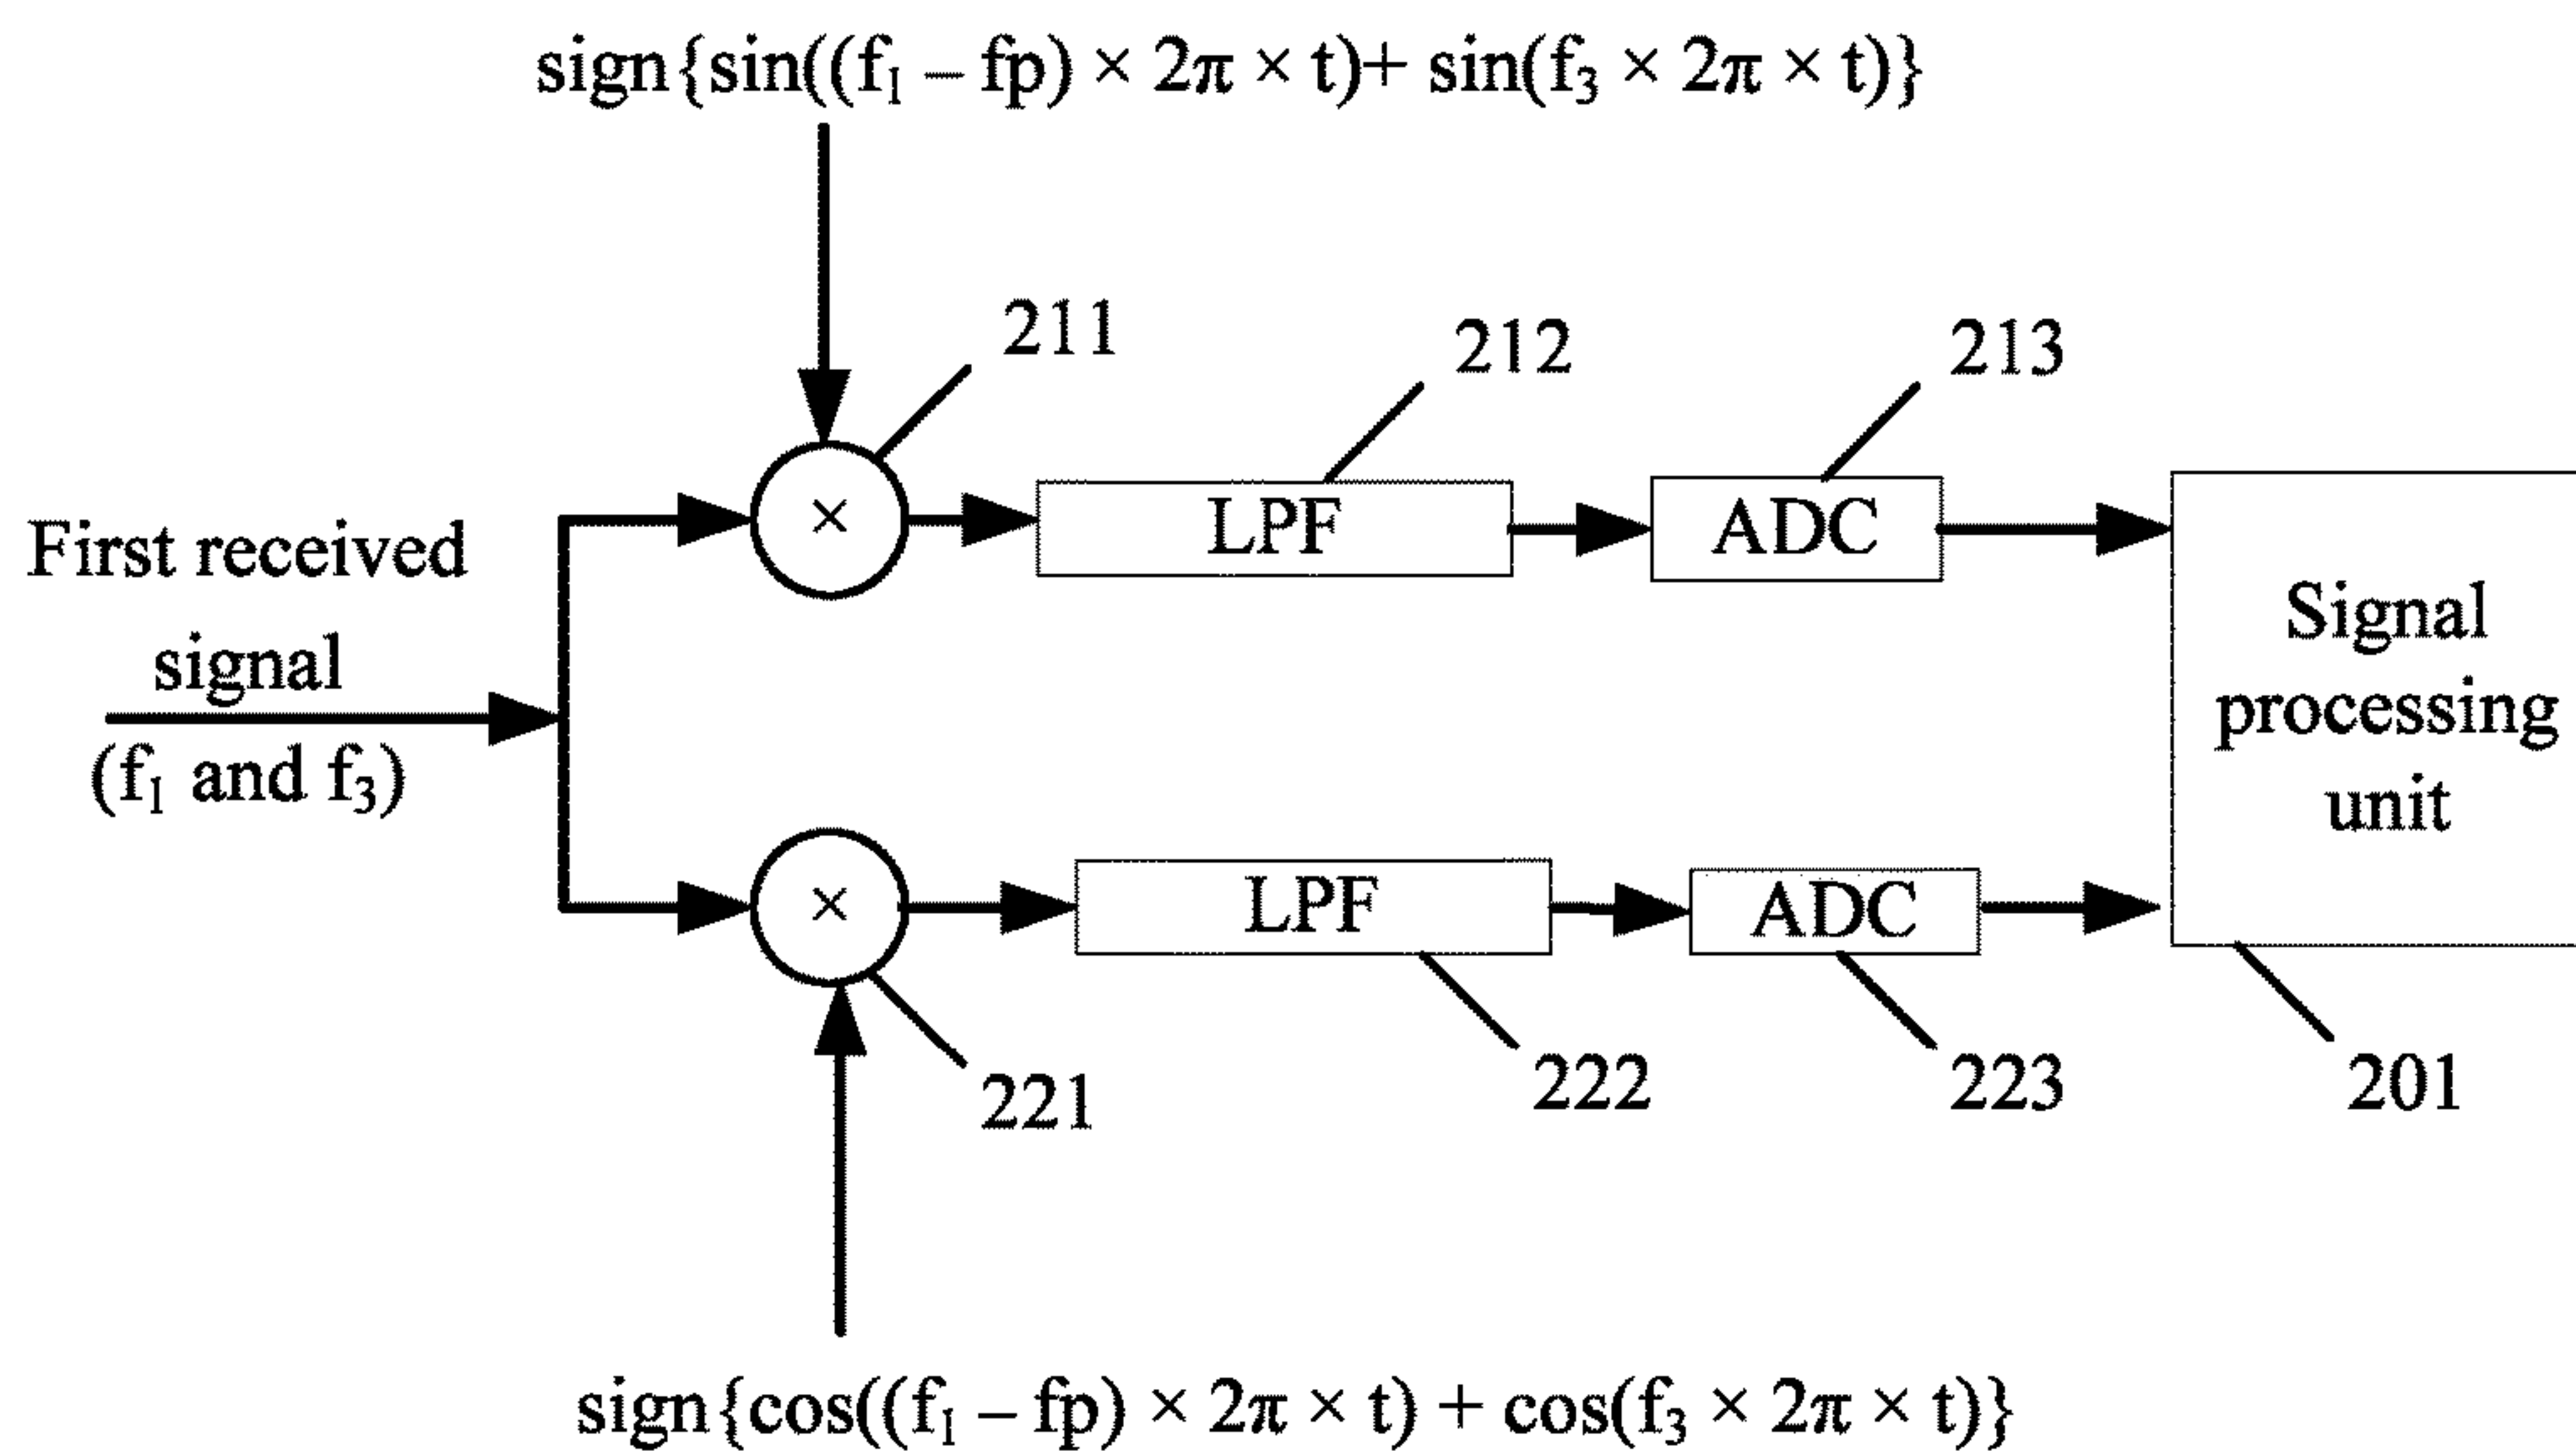 sign{sin((f₁ – fp) × 2π × t)+ sin(f₃ × 2π × t)}
211
212
213
First received
signal
(f₁ and f₃)
×
LPF
ADC
Signal
processing
unit
×
LPF
ADC
221
222
223
201
sign{cos((f₁ – fp) × 2π × t) + cos(f₃ × 2π × t)}